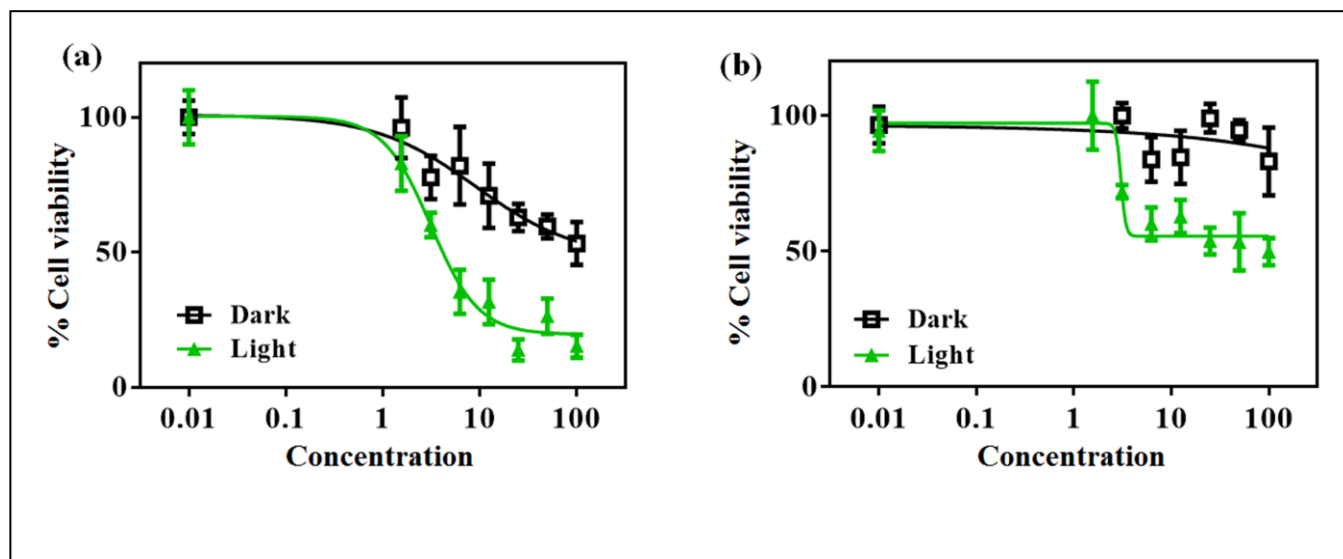 (a)
% Cell viability
100
50
0
Dark
Light
0.01 0.1 1 10 100
Concentration
(b)
% Cell viability
100
50
0
Dark
Light
0.01 0.1 1 10 100
Concentration